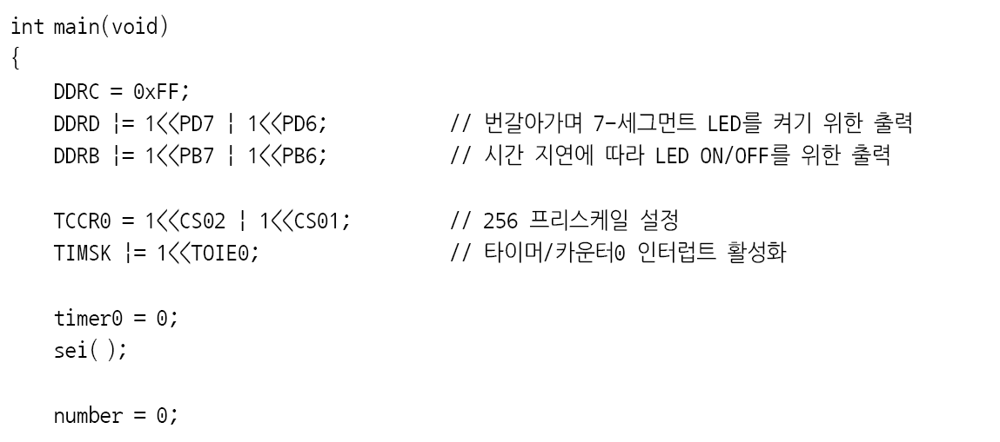 int main(void)
{
DDRC = 0xFF;
DDRD |= 1<<PD7 | 1<<PD6; // 번갈아가며 7-세그먼트 LED를 켜기 위한 출력
DDRB |= 1<<PB7 | 1<<PB6; // 시간 지연에 따라 LED ON/OFF를 위한 출력
TCCR0 = 1<<CS02 | 1<<CS01; // 256 프리스케일 설정
TIMSK |= 1<<TOIE0; // 타이머/카운터0 인터럽트 활성화
timer0 = 0;
sei( );
number = 0;